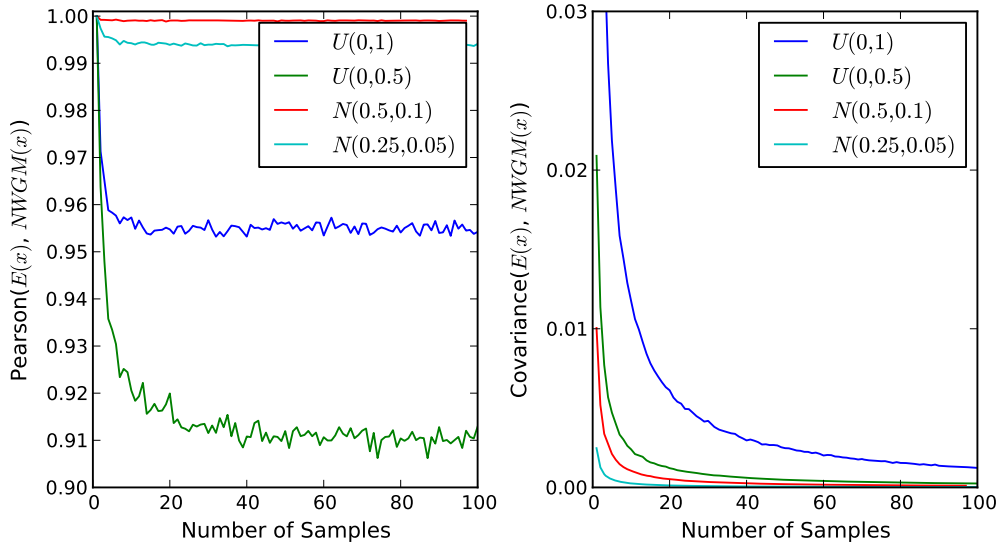 1.00
0.99
0.98
0.97
0.96
0.95
0.94
0.93
0.92
0.91
0.90
Pearson(E(x), NWGM(x))
0 20 40 60 80 100
Number of Samples
U(0,1)
U(0,0.5)
N(0.5,0.1)
N(0.25,0.05)
0.03
0.02
0.01
0.00
Covariance(E(x), NWGM(x))
0 20 40 60 80 100
Number of Samples
U(0,1)
U(0,0.5)
N(0.5,0.1)
N(0.25,0.05)